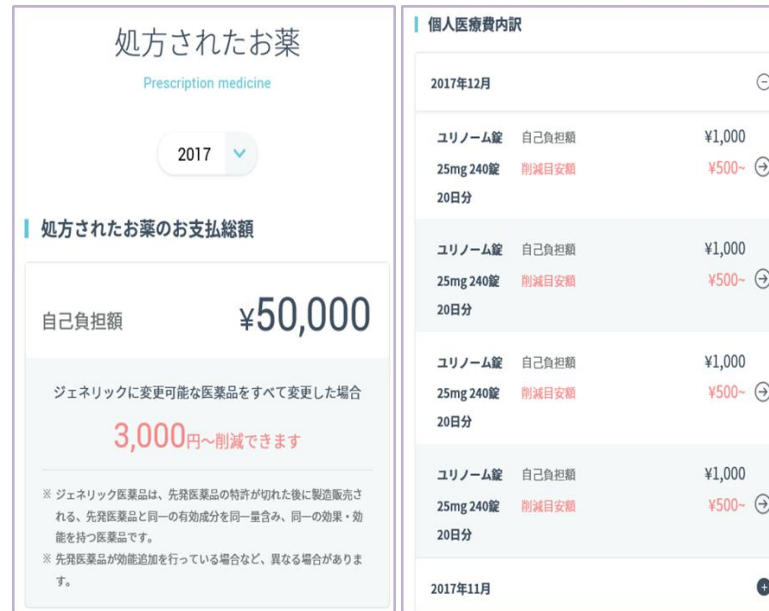 処方されたお薬
Prescription medicine
2017
処方されたお薬のお支払総額
自己負担額 ¥50,000
ジェネリックに変更可能な医薬品をすべて変更した場合
3,000円〜削減できます
※ ジェネリック医薬品は、先発医薬品の特許が切れた後に製造販売さ
れる、先発医薬品と同一の有効成分を同一量含み、同一の効果・効
能を持つ医薬品です。
※ 先発医薬品が効能追加を行っている場合など、異なる場合がありま
す。
個人医療費内訳
2017年12月
ユリノーム錠 自己負担額 ¥1,000
25mg 240錠 削減目安額 ¥500~
20日分
ユリノーム錠 自己負担額 ¥1,000
25mg 240錠 削減目安額 ¥500~
20日分
ユリノーム錠 自己負担額 ¥1,000
25mg 240錠 削減目安額 ¥500~
20日分
ユリノーム錠 自己負担額 ¥1,000
25mg 240錠 削減目安額 ¥500~
20日分
2017年11月